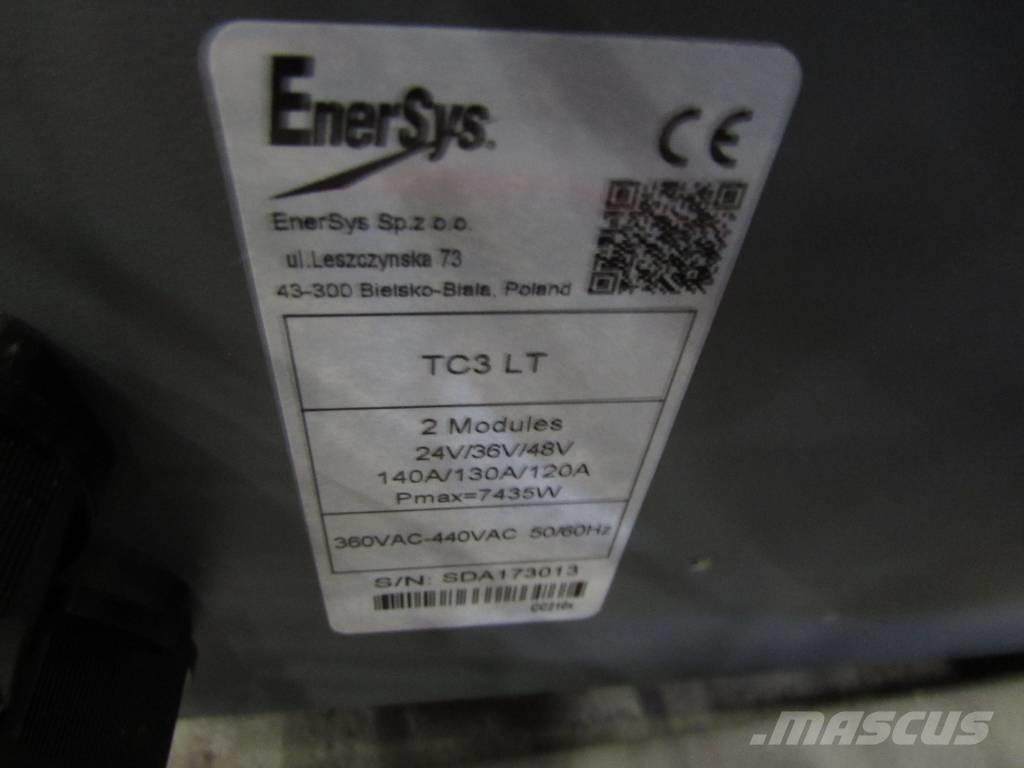 EnerSys.
CE
EnerSys Sp.z o.o.
ul.Leszczynska 73
43-300 Bielsko-Biala, Poland
TC3 LT
2 Modules
24V/36V/48V
140A/130A/120A
Pmax=7435W
360VAC-440VAC 50/60Hz
S/N: SDA173013
MASCUS